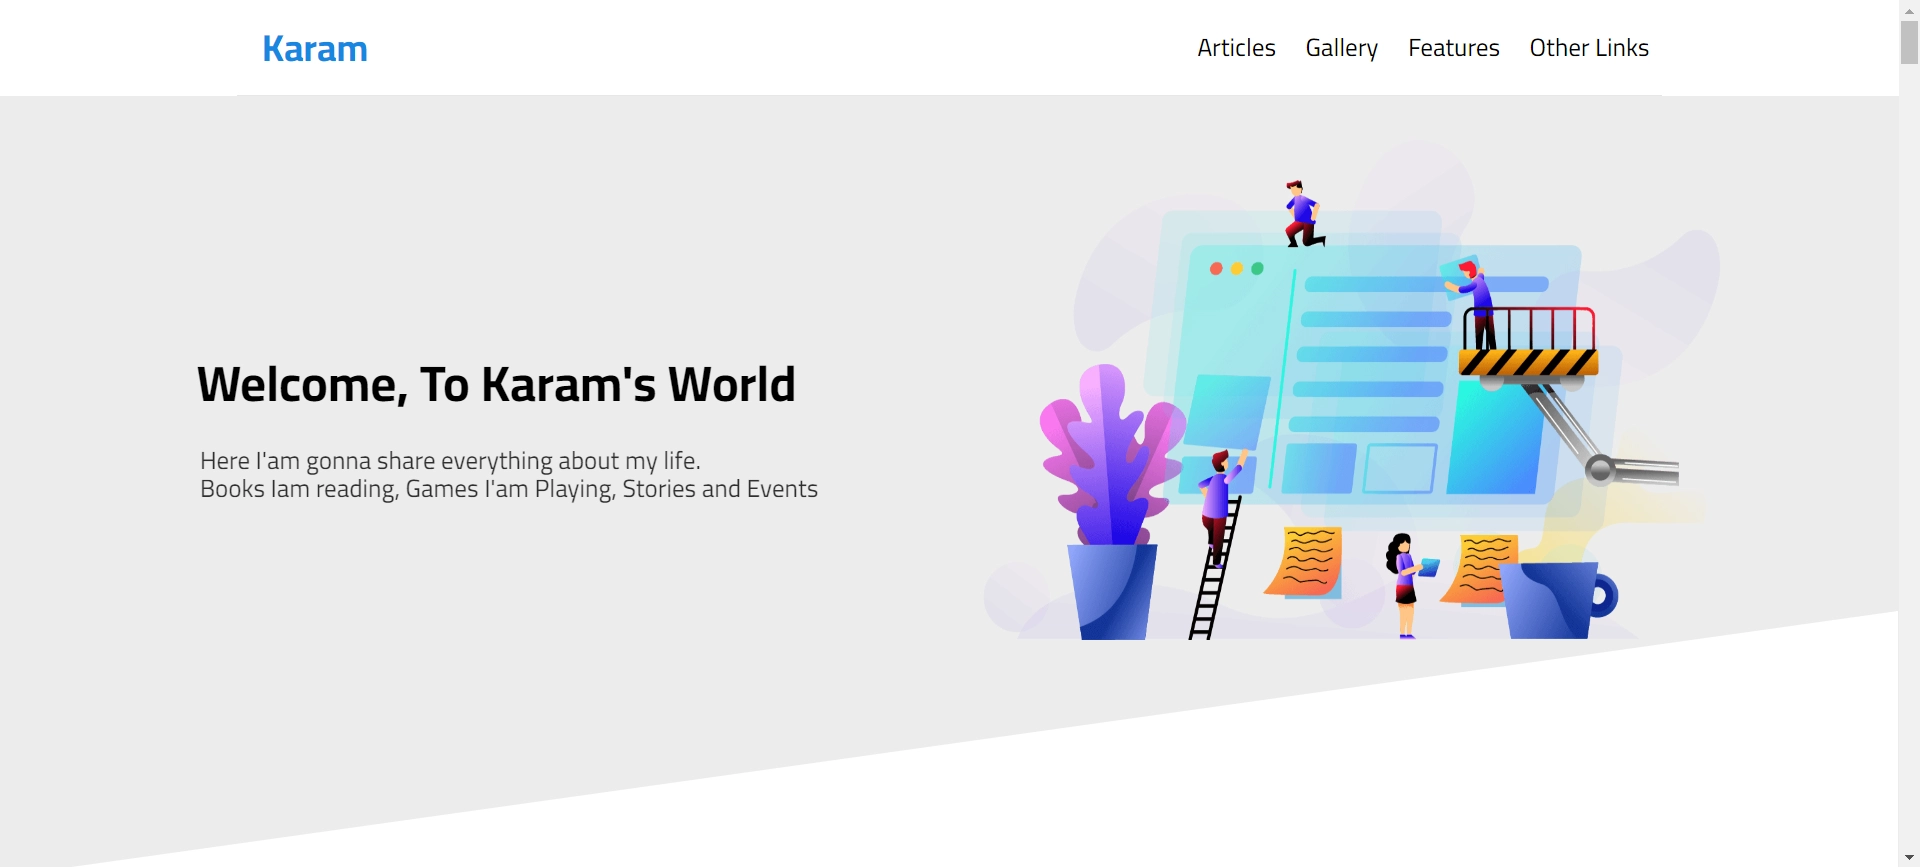 Karam
Articles Gallery Features Other Links
Welcome, To Karam's World
Here I'am gonna share everything about my life.
Books Iam reading, Games I'am Playing, Stories and Events